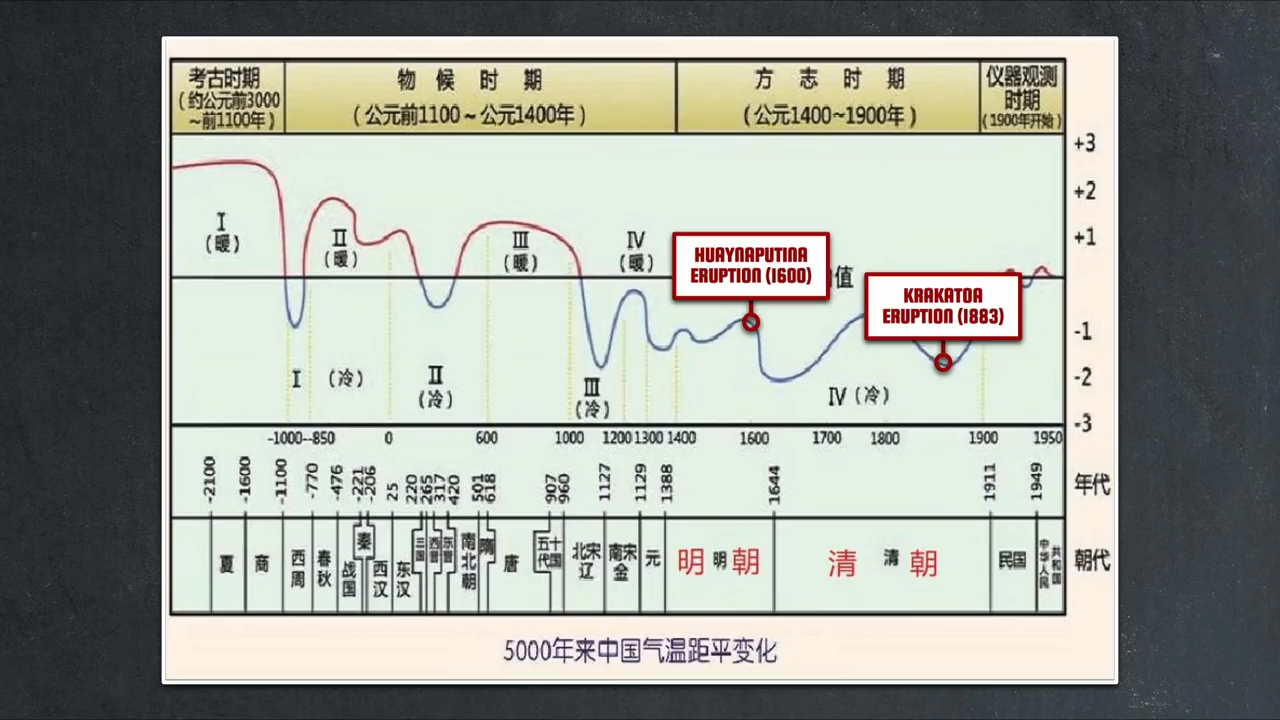 考古时期
（约公元前3000
～前1100年）
物候时期
（公元前1100～公元1400年）
方志时期
（公元1400~1900年）
仪器观测
时期
（1900年开始）
+3
+2
+1
-1
-2
-3
Ⅰ
（暖）
Ⅱ
（暖）
Ⅲ
（暖）
Ⅳ
（暖）
HUAYNAPUTINA
ERUPTION (1600)
值
KRAKATOA
ERUPTION (1883)
Ⅰ （冷）
Ⅱ
（冷）
Ⅲ
（冷）
Ⅳ（冷）
-1000--850 0 600 1000 1200 1300 1400 1600 1700 1800 1900 1950
-2100 -1600 -1100 -770 -476 -221 -206 25 220 265 317 420 501 618 907 960 1127 1129 1388 1644 1911 1949 年代
夏 商 西周 春秋 战国 秦 西汉 东汉 三国 西晋 东晋 南北朝 隋 唐 五代十国 北宋 辽 南宋 金 元 明 明 朝 清 清 朝 民国 中华人民共和国 朝代
5000年来中国气温距平变化